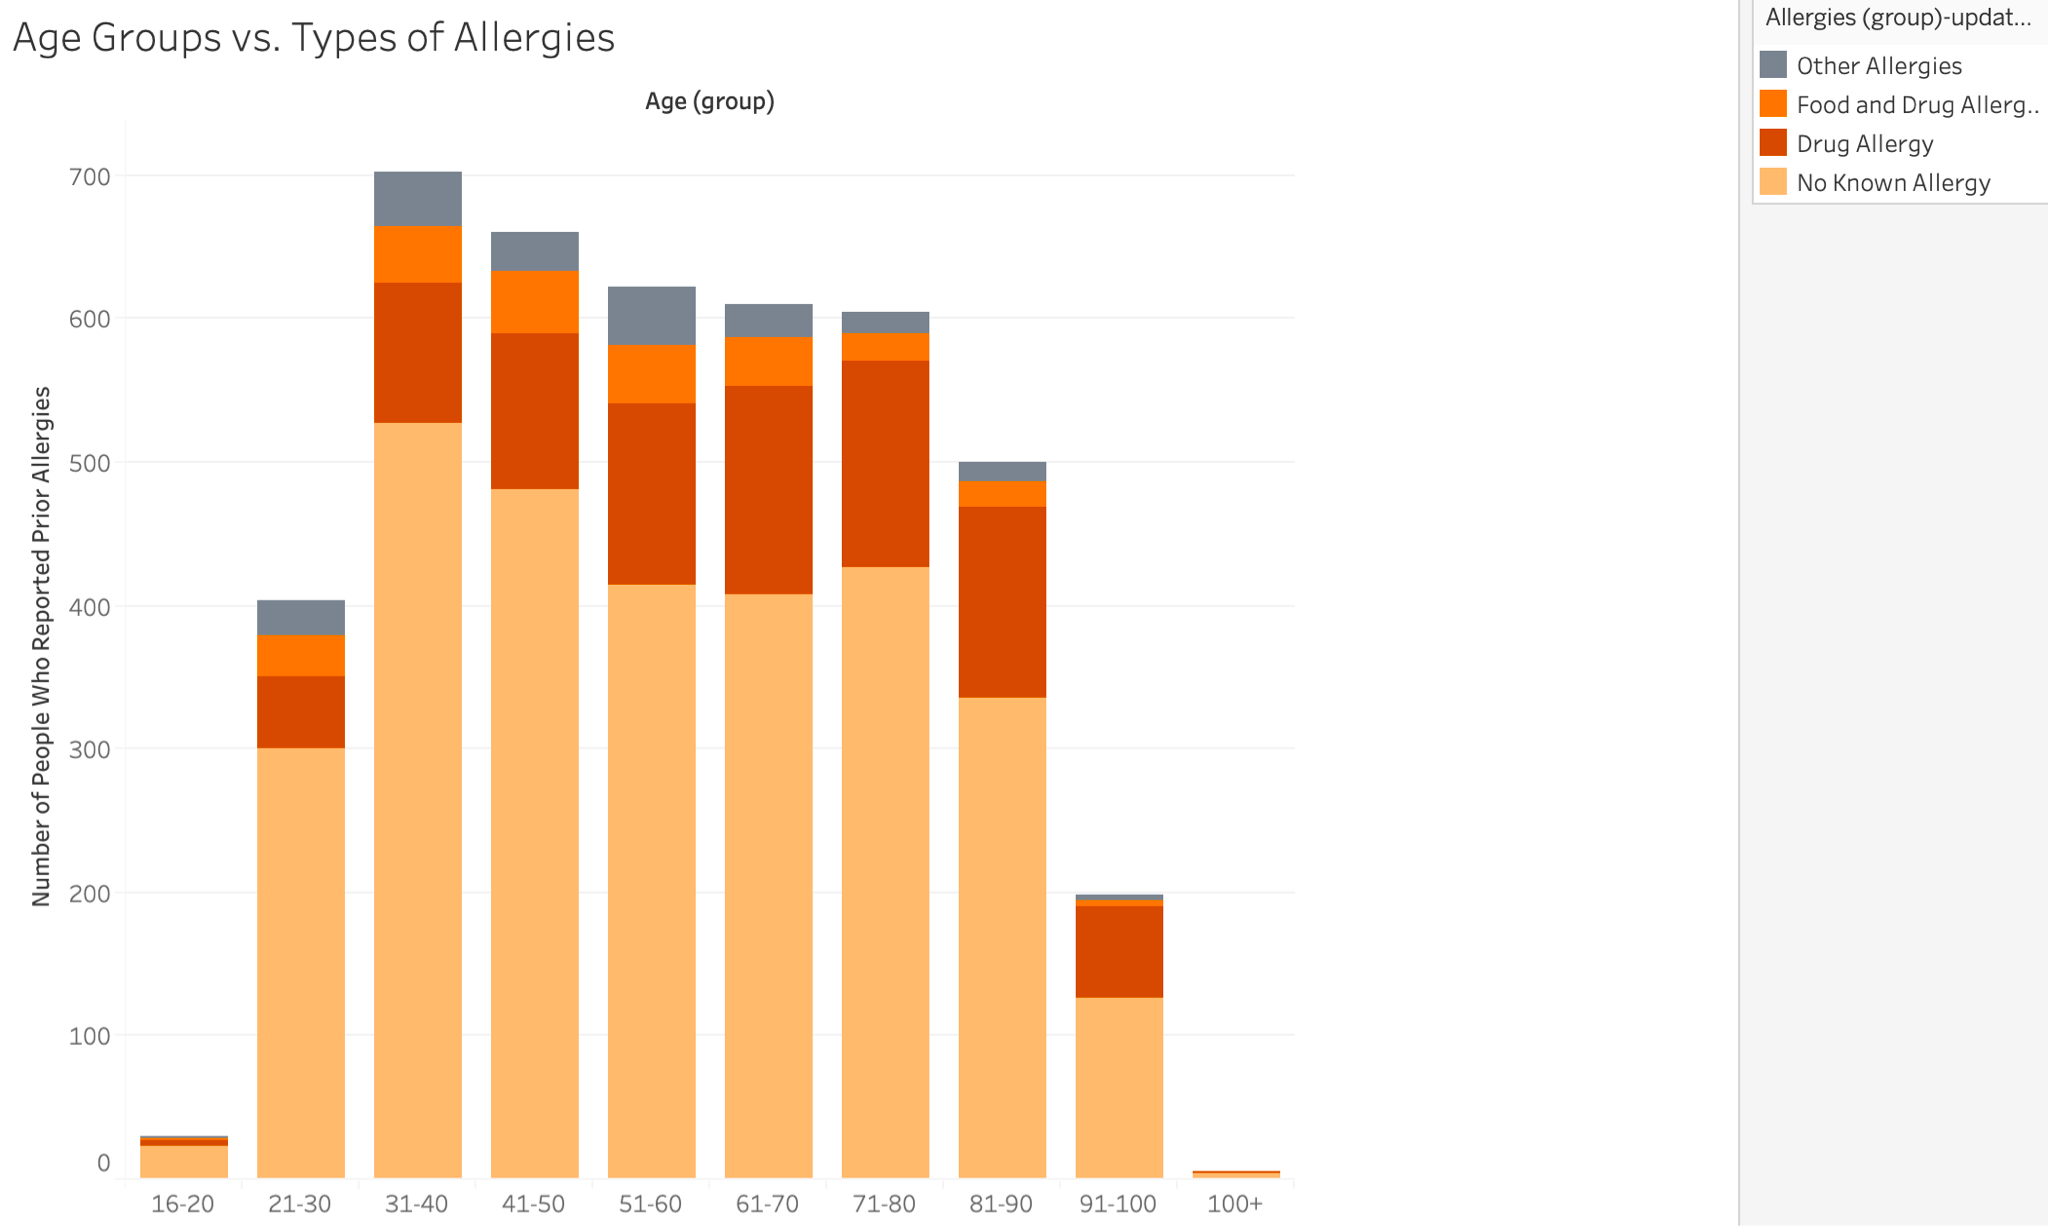 Age Groups vs. Types of Allergies
Allergies (group)-updat...
Other Allergies
Food and Drug Allerg..
Drug Allergy
No Known Allergy
Age (group)
Number of People Who Reported Prior Allergies
700
600
500
400
300
200
100
0
16-20 21-30 31-40 41-50 51-60 61-70 71-80 81-90 91-100 100+